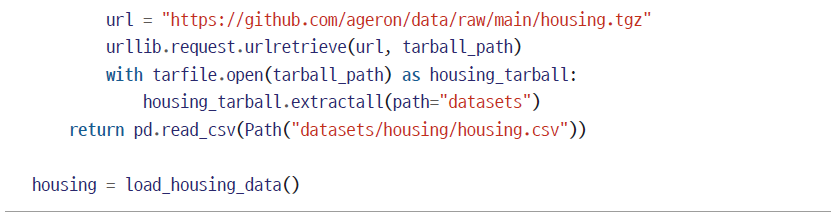 url = "https://github.com/ageron/data/raw/main/housing.tgz"
urllib.request.urlretrieve(url, tarball_path)
with tarfile.open(tarball_path) as housing_tarball:
housing_tarball.extractall(path="datasets")
return pd.read_csv(Path("datasets/housing/housing.csv"))
housing = load_housing_data()